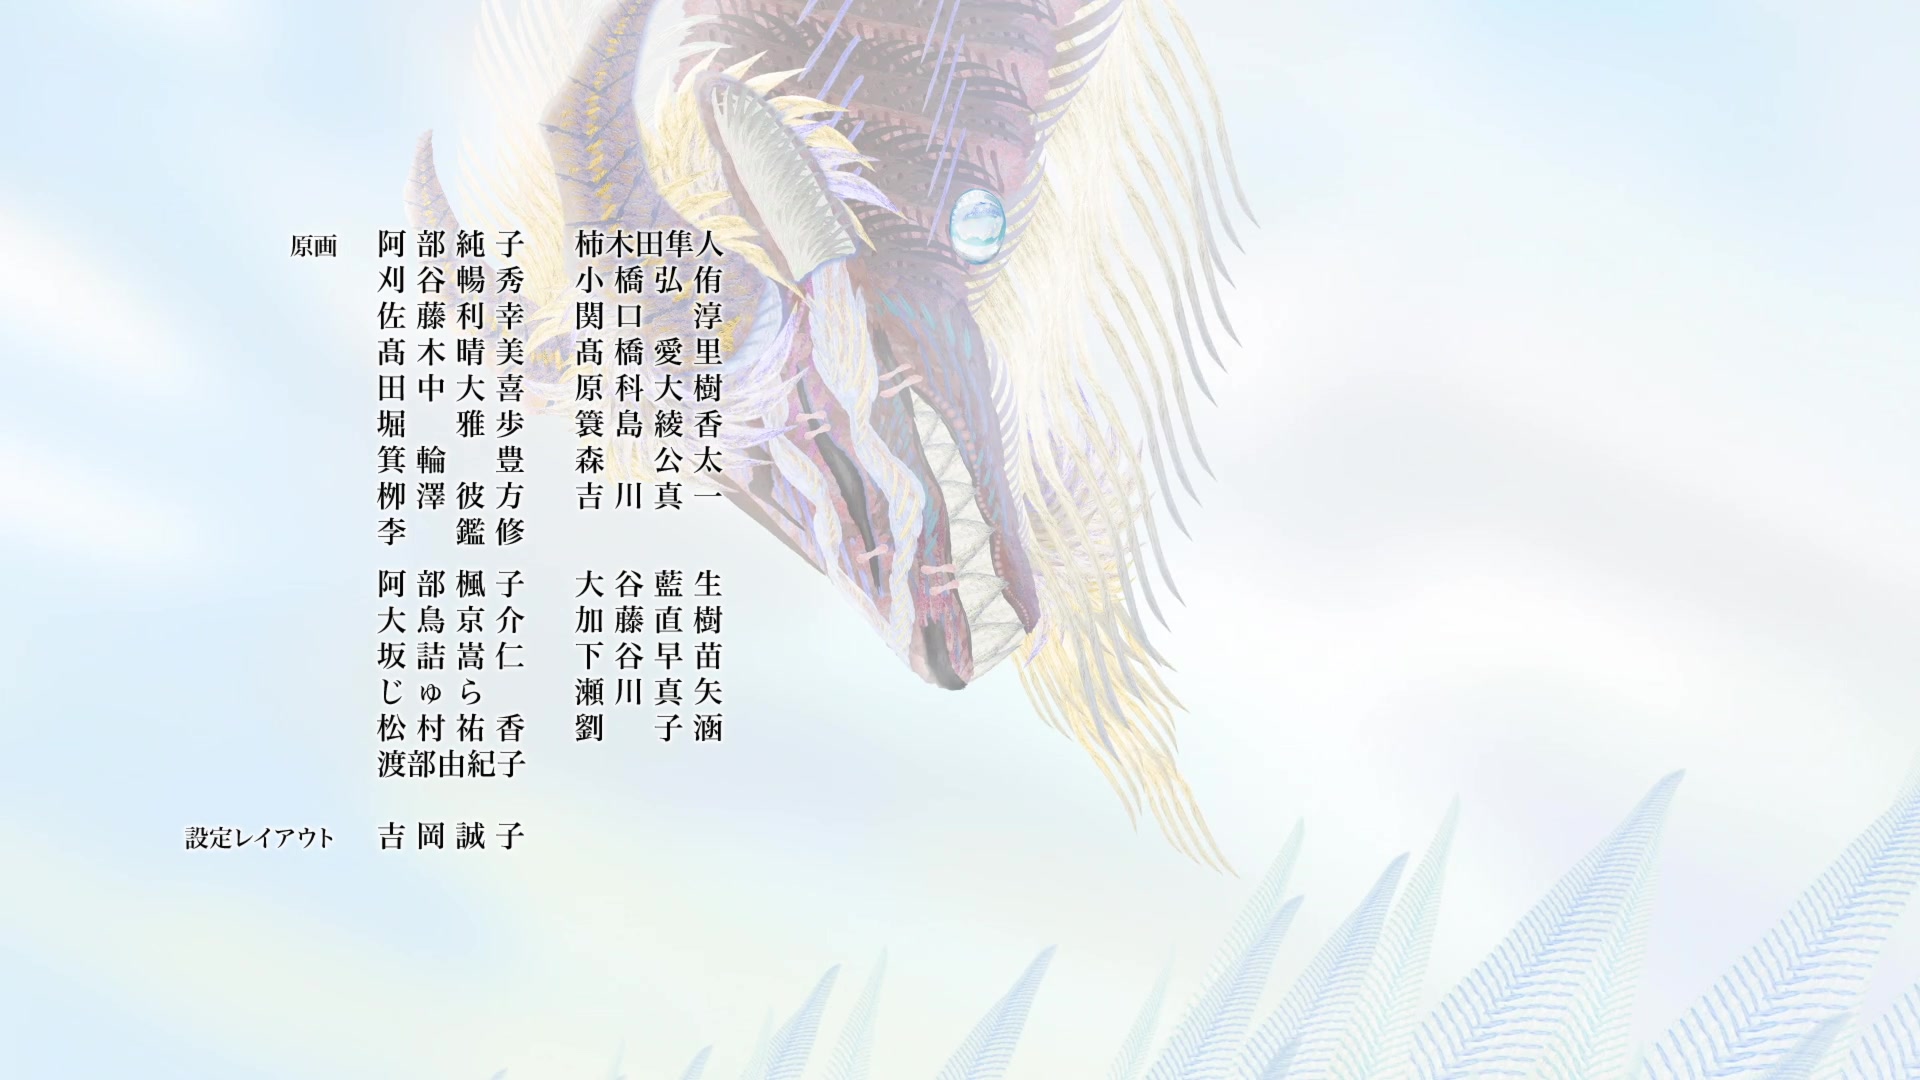 原画 阿部純子 柿木田隼人
刈谷暢秀 小橋弘侑
佐藤利幸 関口 淳
髙木晴美 髙橋愛里
田中大喜 原科大樹
堀 雅歩 簑島綾香
箕輪 豊 森 公太
栁澤彼方 吉川真一
李 鑑修
阿部楓子 大谷藍生
大鳥京介 加藤直樹
坂詰嵩仁 下谷早苗
じゅら 瀬川真矢
松村祐香 劉 子涵
渡部由紀子
設定レイアウト 吉岡誠子